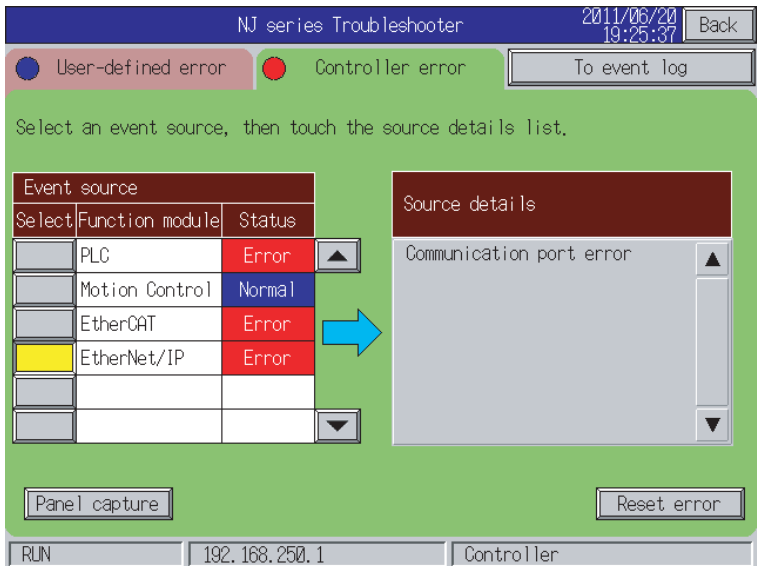 NJ series Troubleshooter
2011/06/20
19:25:37
Back
User-defined error
Controller error
To event log
Select an event source, then touch the source details list.
Event source
Select Function module Status
PLC Error
Motion Control Normal
EtherCAT Error
EtherNet/IP Error
Source details
Communication port error
Panel capture
Reset error
RUN
192.168.250.1
Controller